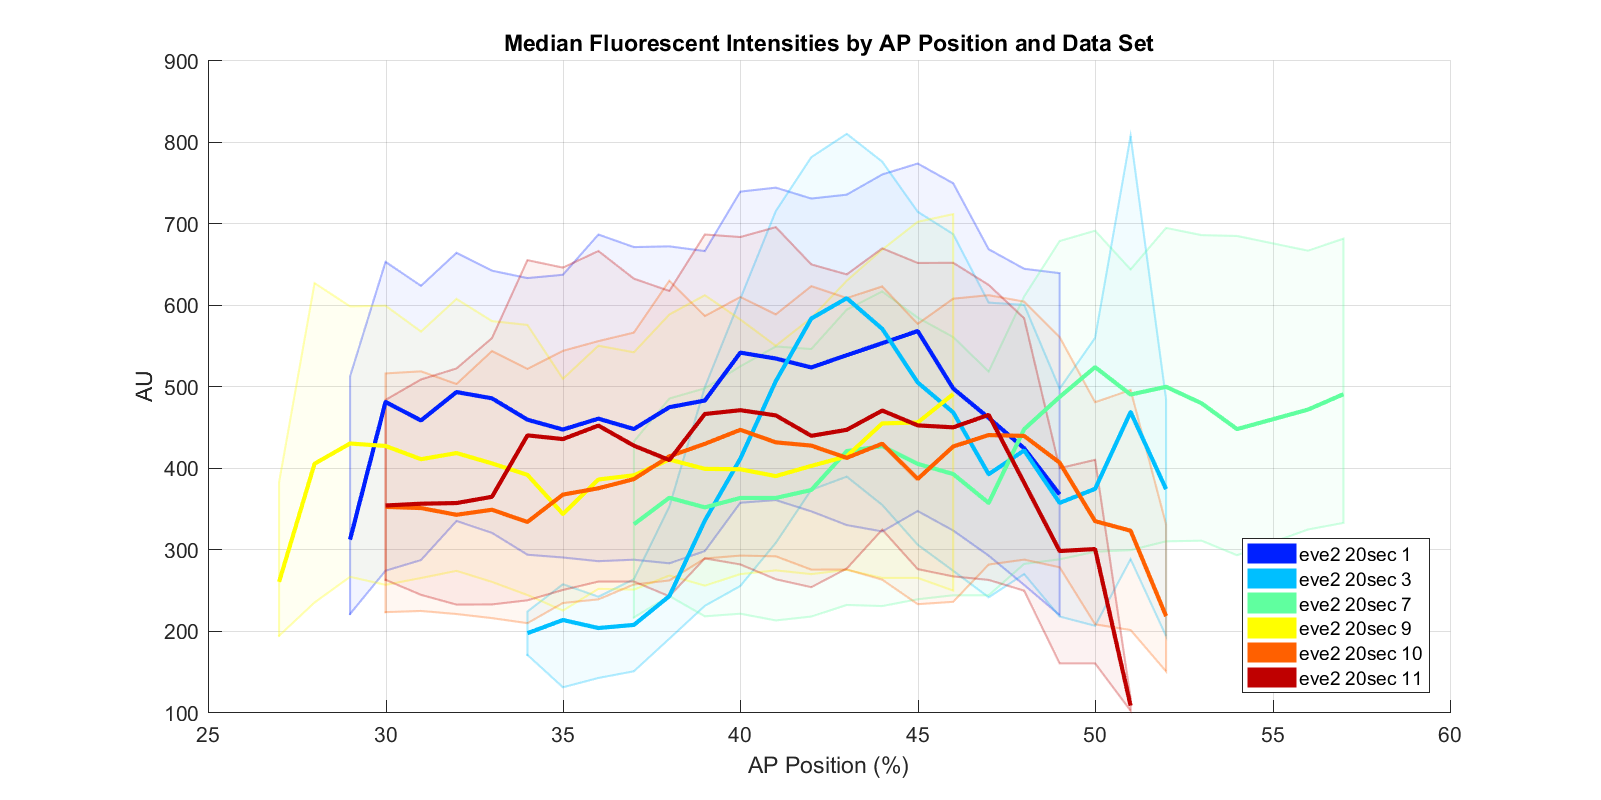 Median Fluorescent Intensities by AP Position and Data Set
900
800
700
600
500
400
300
200
100
AU
25
30
35
40
45
50
55
60
AP Position (%)
eve2 20sec 1
eve2 20sec 3
eve2 20sec 7
eve2 20sec 9
eve2 20sec 10
eve2 20sec 11